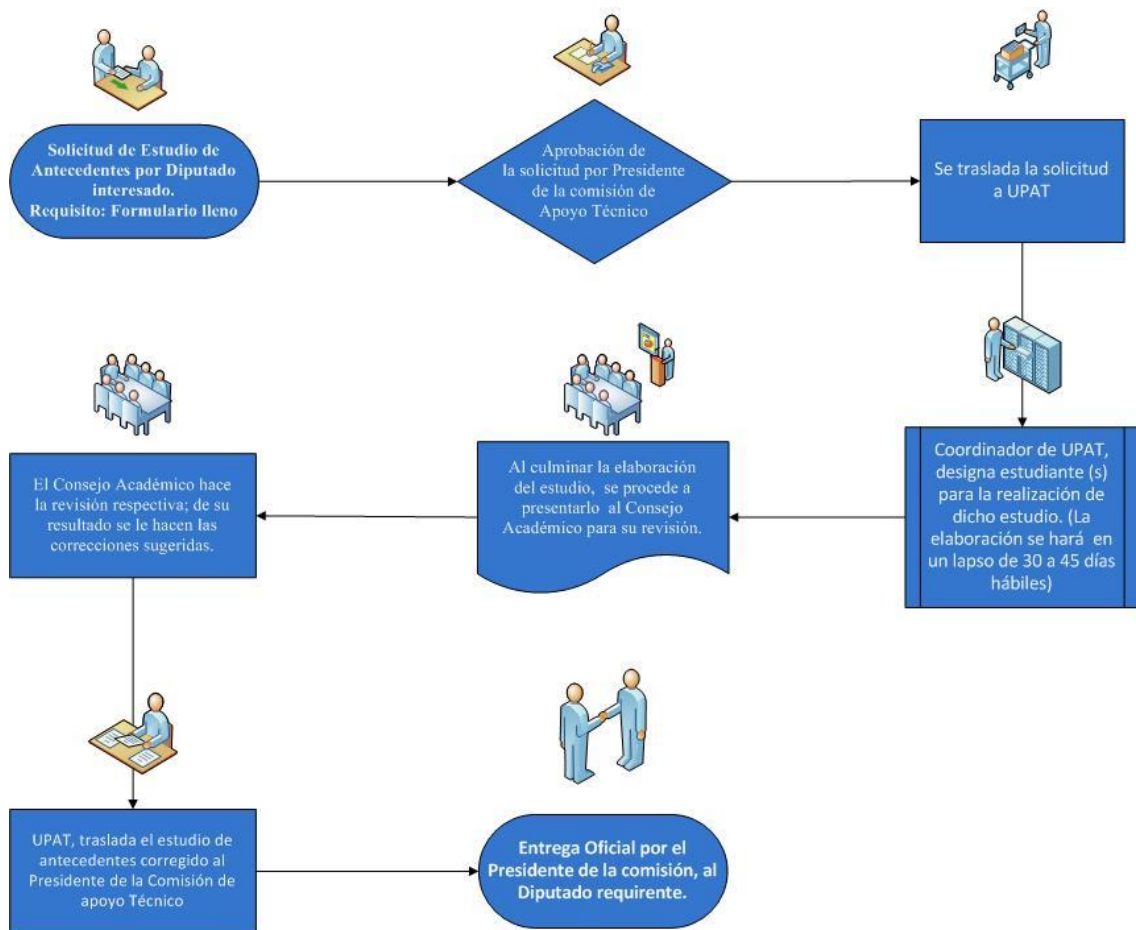 Solicitud de Estudio de
Antecedentes por Diputado
interesado.
Requisito: Formulario lleno
Aprobación de
la solicitud por Presidente
de la comisión de
Apoyo Técnico
Se traslada la solicitud
a UPAT
Coordinador de UPAT,
designa estudiante (s)
para la realización de
dicho estudio. (La
elaboración se hará en
un lapso de 30 a 45 días
hábiles)
Al culminar la elaboración
del estudio, se procede a
presentarlo al Consejo
Académico para su revisión.
El Consejo Académico hace
la revisión respectiva; de su
resultado se le hacen las
correcciones sugeridas.
UPAT, traslada el estudio de
antecedentes corregido al
Presidente de la Comisión de
apoyo Técnico
Entrega Oficial por el
Presidente de la comisión, al
Diputado requirente.